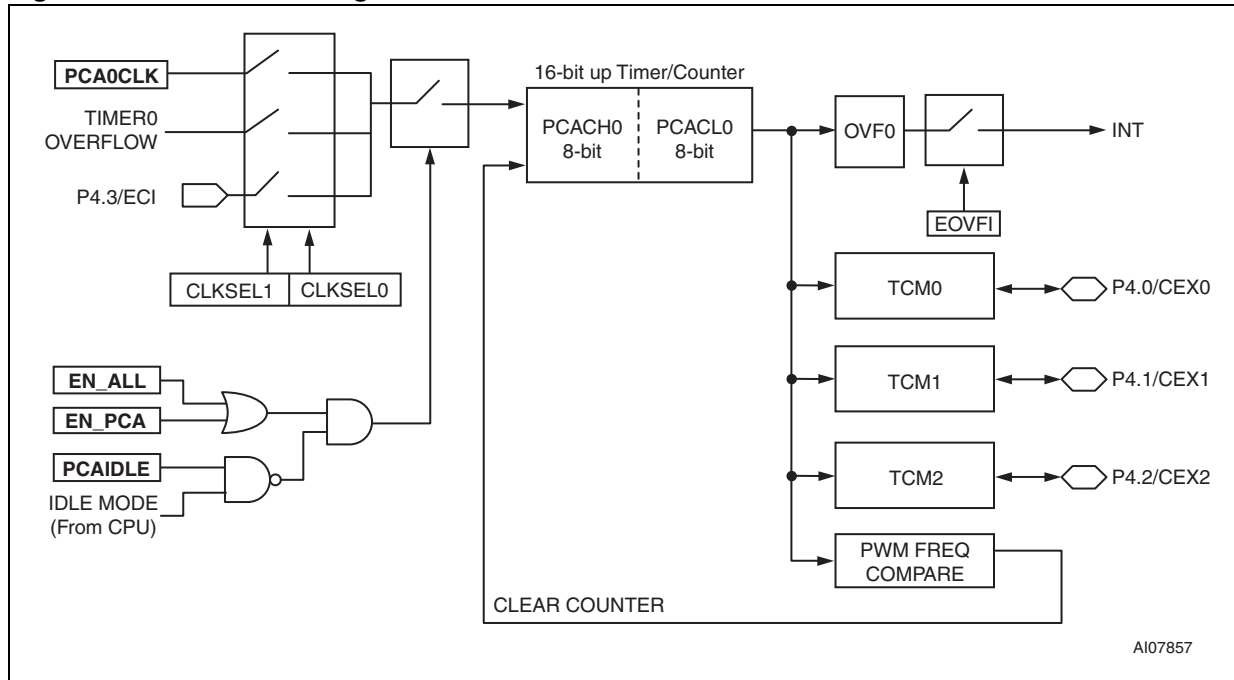 PCA0CLK
TIMER0
OVERFLOW
P4.3/ECI
CLKSEL1
CLKSEL0
16-bit up Timer/Counter
PCACH0
8-bit
PCACL0
8-bit
OVF0
INT
EOVFI
TCM0
P4.0/CEX0
TCM1
P4.1/CEX1
TCM2
P4.2/CEX2
PWM FREQ
COMPARE
CLEAR COUNTER
EN_ALL
EN_PCA
PCAIDLE
IDLE MODE
(From CPU)
AI07857